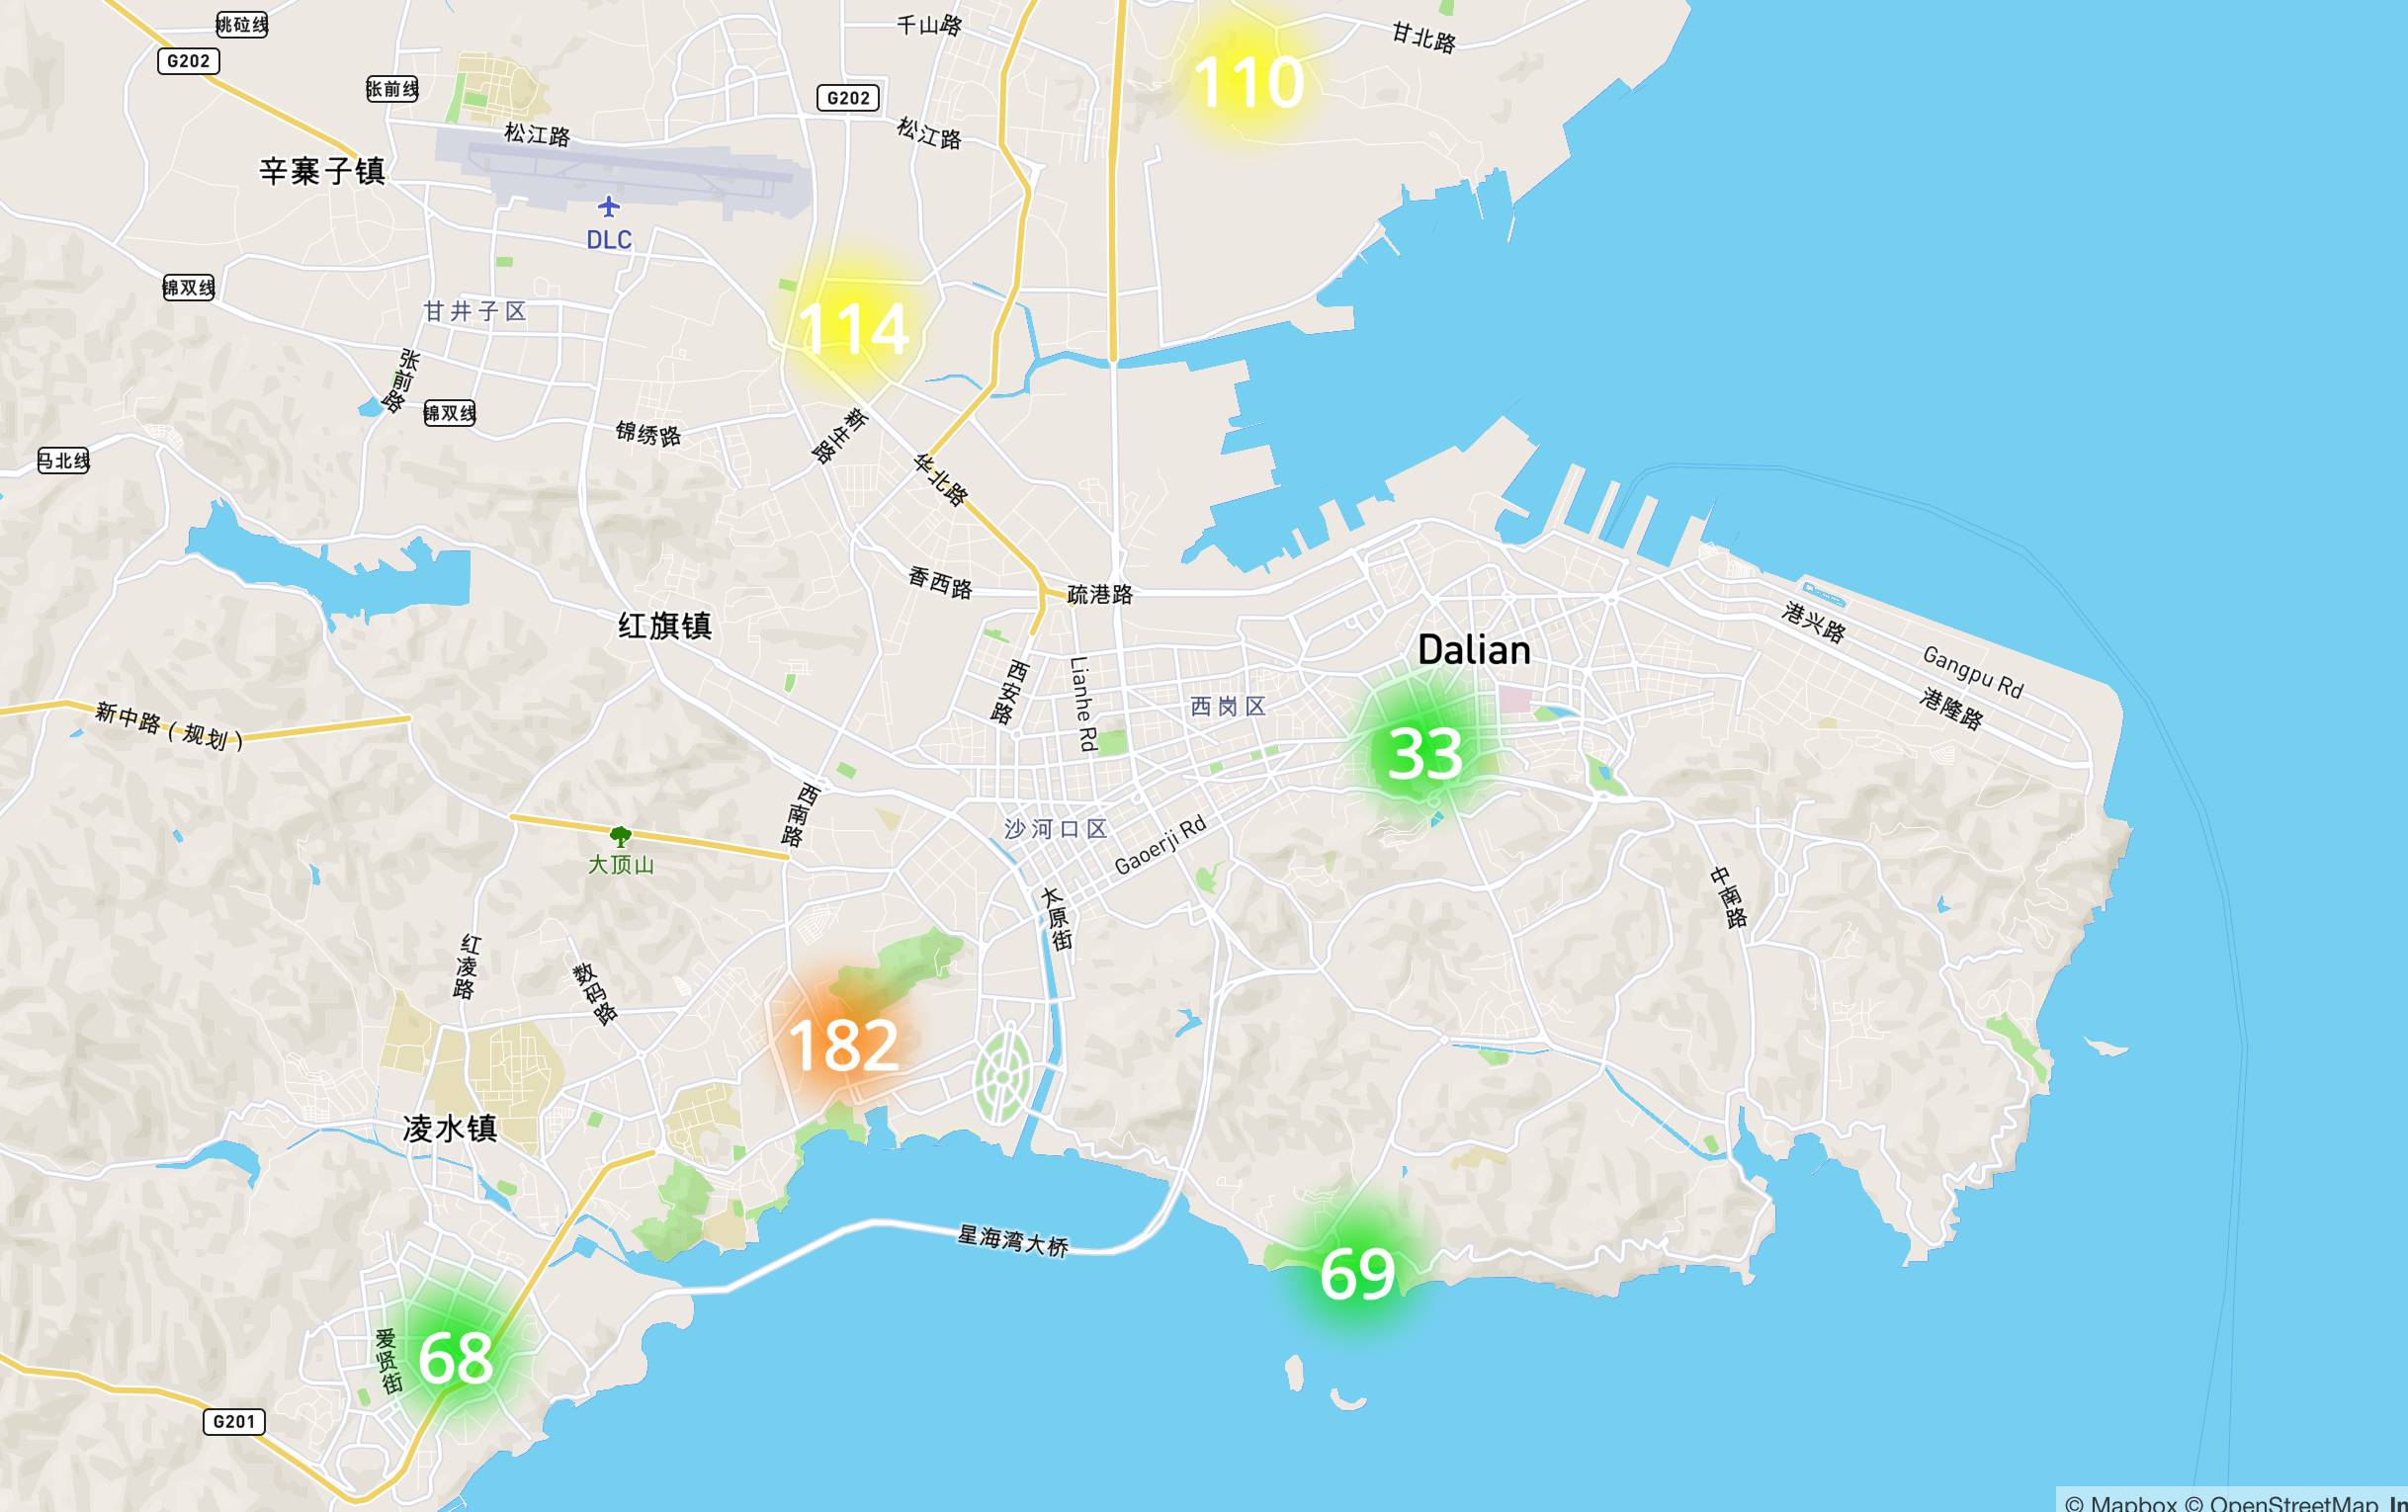 姚砬线
千山路
甘北路
G202
110
张前线
G202
松江路
松江路
辛寨子镇
DLC
锦双线
甘井子区
114
张前路
锦双线
新生路
锦绣路
马北线
华北路
香西路
疏港路
红旗镇
港兴路
Dalian
Gangpu Rd
西安路
Lianhe Rd
西岗区
港隆路
新中路（规划）
33
西南路
沙河口区
Gaoerji Rd
大顶山
中南路
太原街
红凌路
数码路
182
凌水镇
星海湾大桥
69
68
爱贤街
G201
© Mapbox © OpenStreetMap